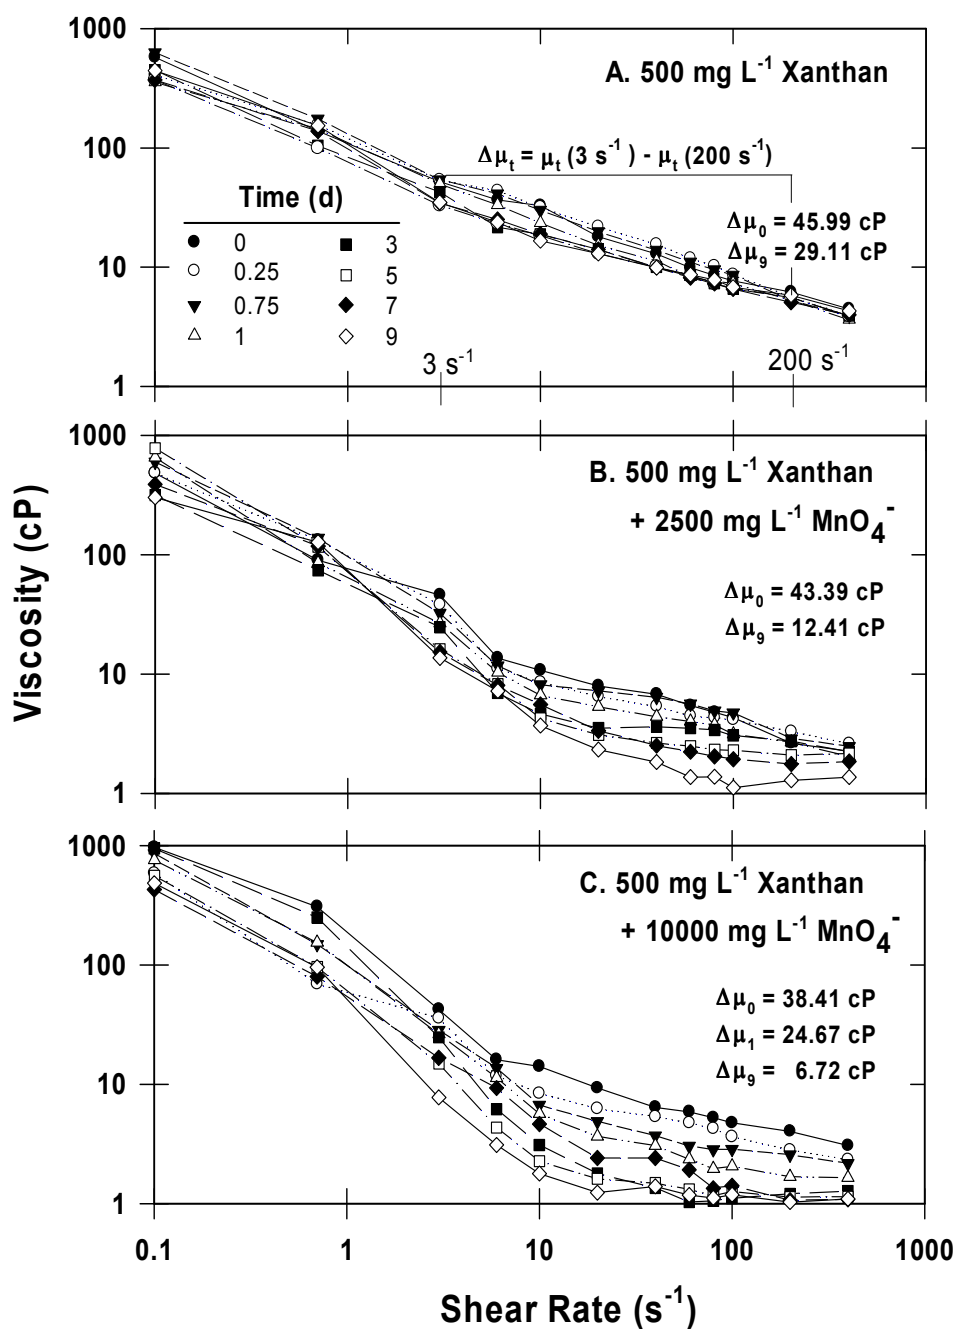 1000
A. 500 mg L⁻¹ Xanthan
100
Δμt = μt (3 s⁻¹) - μt (200 s⁻¹)
Time (d)
0
3
0.25
5
0.75
7
1
9
Δμ0 = 45.99 cP
Δμ9 = 29.11 cP
10
3 s⁻¹
200 s⁻¹
1
1000
B. 500 mg L⁻¹ Xanthan
+ 2500 mg L⁻¹ MnO4⁻
100
Δμ0 = 43.39 cP
Δμ9 = 12.41 cP
10
1
Viscosity (cP)
1000
C. 500 mg L⁻¹ Xanthan
+ 10000 mg L⁻¹ MnO4⁻
100
Δμ0 = 38.41 cP
Δμ1 = 24.67 cP
Δμ9 = 6.72 cP
10
1
0.1 1 10 100 1000
Shear Rate (s⁻¹)